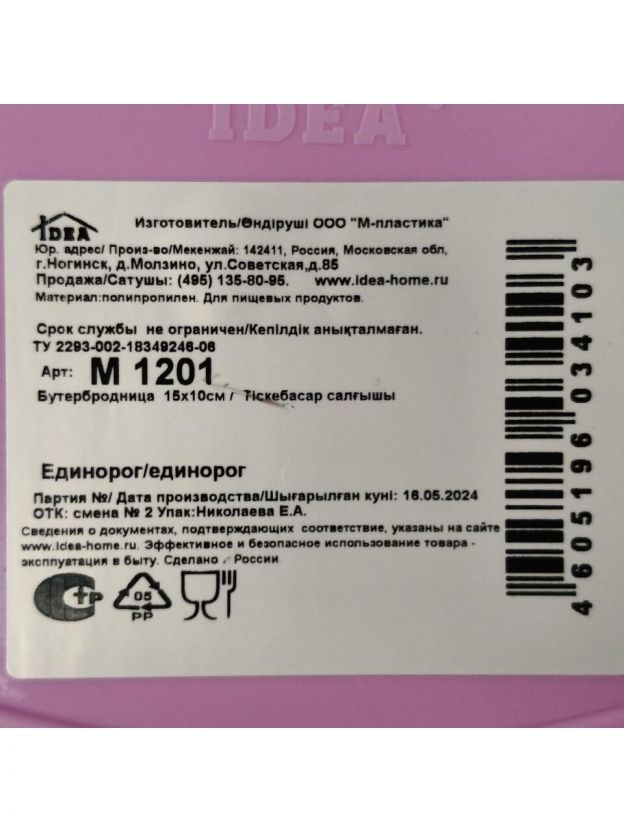 IDEA
IDEA
Изготовитель/Өндіруші ООО "М-пластика"
Юр. адрес/ Произ-во/Мекенжай: 142411, Россия, Московская обл,
г.Ногинск, д.Молзино, ул.Советская,д.85
Продажа/Сатушы: (495) 135-80-95. www.idea-home.ru
Материал:полипропилен. Для пищевых продуктов.
Срок службы не ограничен/Кепілдік анықталмаған.
ТУ 2293-002-18349246-06
Арт: М 1201
Бутербродница 15х10см / Тіскебасар салғышы
Единорог/единорог
Партия №/ Дата производства/Шығарылған күні: 16.05.2024
ОТК: смена № 2 Упак:Николаева Е.А.
Сведения о документах, подтверждающих соответствие, указаны на сайте
www.idea-home.ru. Эффективное и безопасное использование товара -
эксплуатация в быту. Сделано России
СтР
05
PP
4605196034103